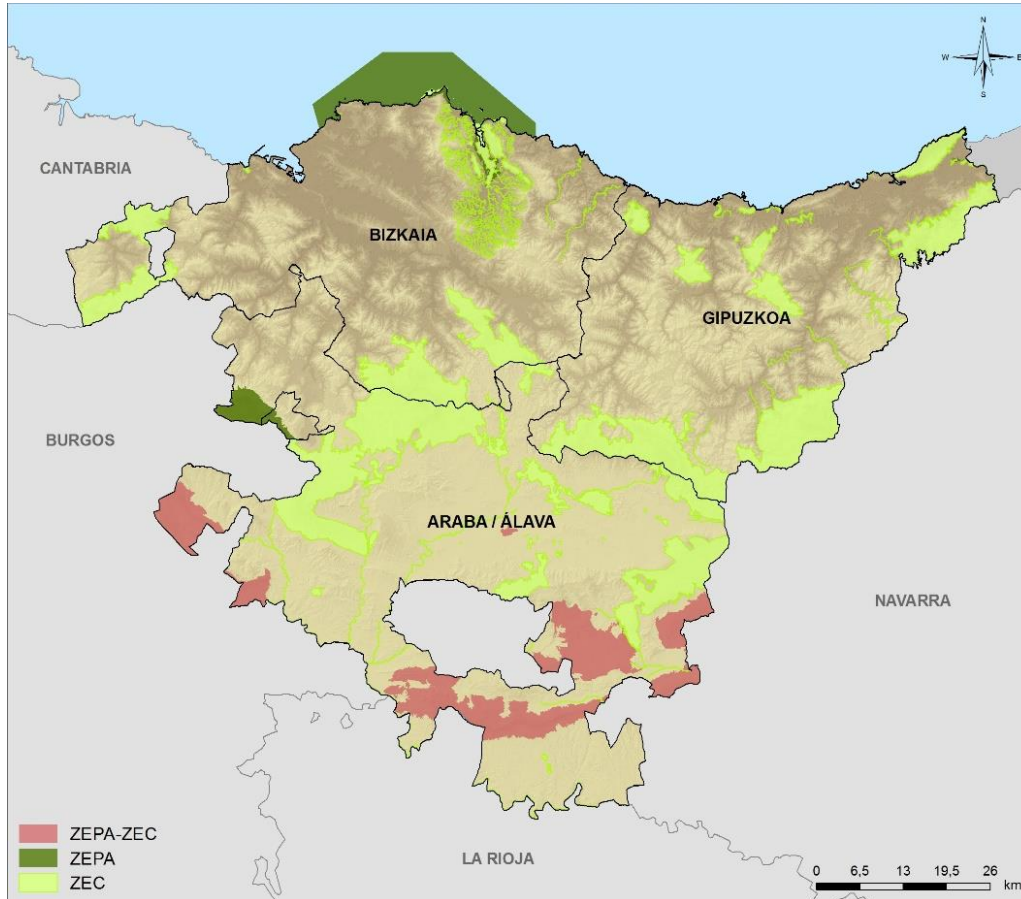 N
W E
S
CANTABRIA
BIZKAIA
GIPUZKOA
BURGOS
ARABA / ÁLAVA
NAVARRA
ZEPA-ZEC
ZEPA
ZEC
LA RIOJA
0 6,5 13 19,5 26
km